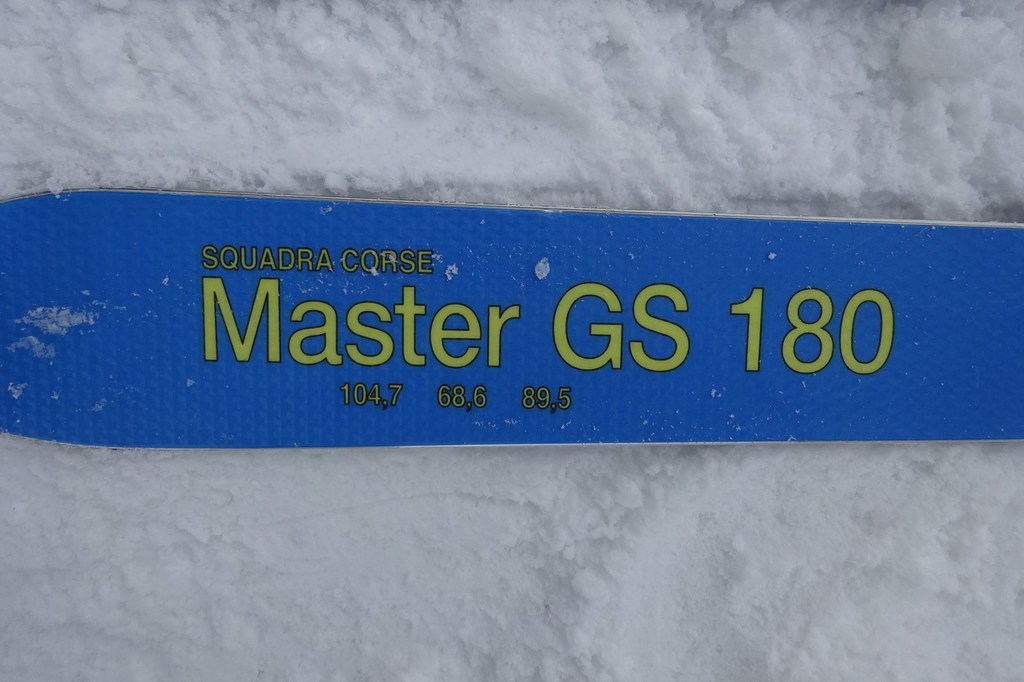 SQUADRA CORSE
Master GS 180
104,7 68,6 89,5